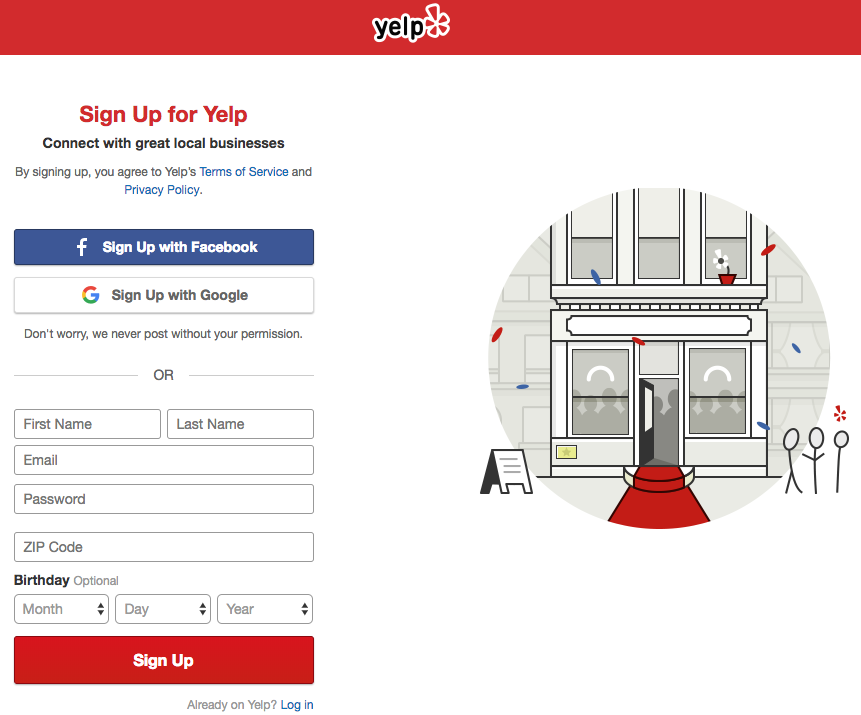 yelp
Sign Up for Yelp
Connect with great local businesses
By signing up, you agree to Yelp's Terms of Service and
Privacy Policy.
Sign Up with Facebook
Sign Up with Google
Don't worry, we never post without your permission.
OR
First Name Last Name
Email
Password
ZIP Code
Birthday Optional
Month Day Year
Sign Up
Already on Yelp? Log in